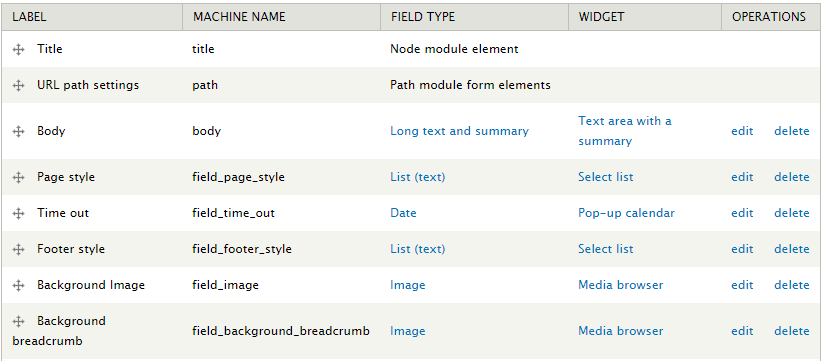 LABEL MACHINE NAME FIELD TYPE WIDGET OPERATIONS
Title title Node module element
URL path settings path Path module form elements
Body body Long text and summary Text area with a summary edit delete
Page style field_page_style List (text) Select list edit delete
Time out field_time_out Date Pop-up calendar edit delete
Footer style field_footer_style List (text) Select list edit delete
Background Image field_image Image Media browser edit delete
Background breadcrumb field_background_breadcrumb Image Media browser edit delete